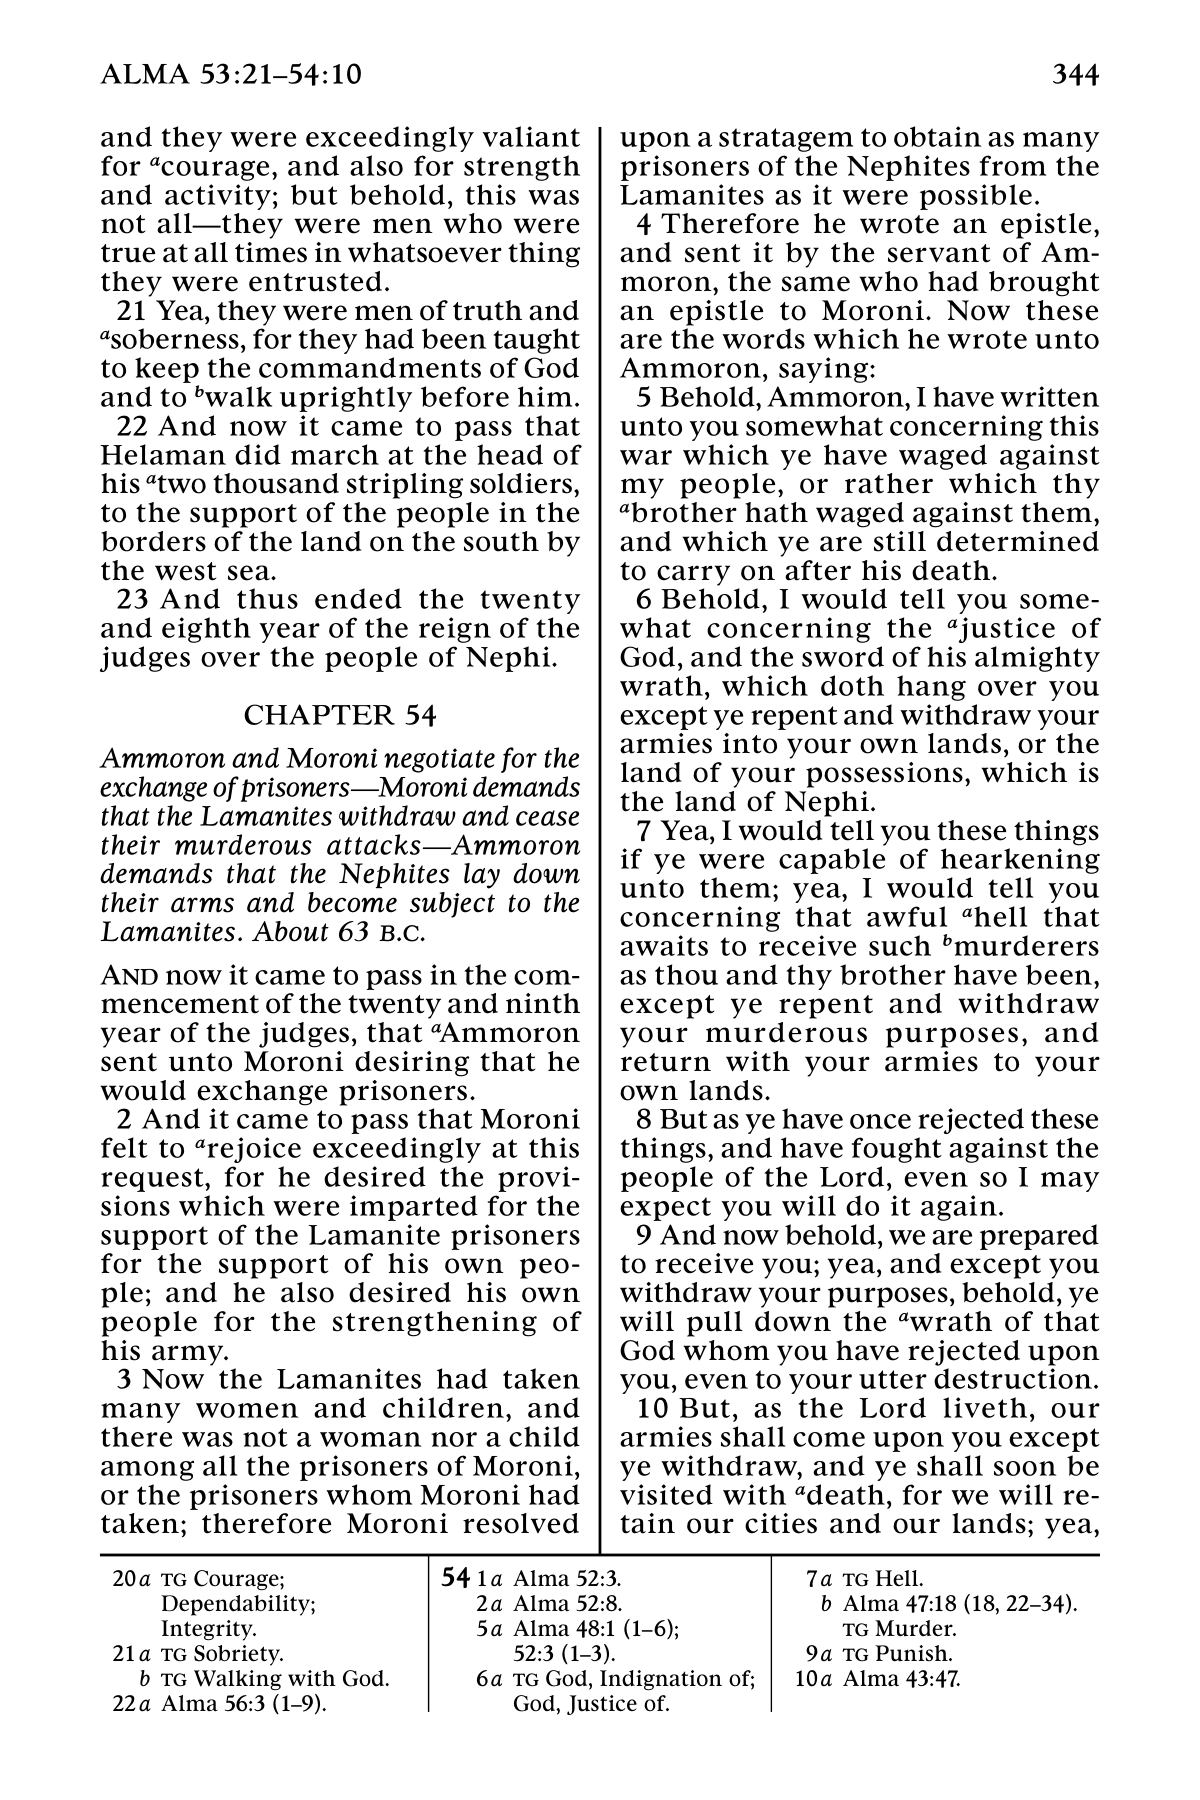 ALMA 53:21–54:10 344
and they were exceedingly valiant
for ᵃcourage, and also for strength
and activity; but behold, this was
not all—they were men who were
true at all times in whatsoever thing
they were entrusted.
21 Yea, they were men of truth and
ᵃsoberness, for they had been taught
to keep the commandments of God
and to ᵇwalk uprightly before him.
22 And now it came to pass that
Helaman did march at the head of
his ᵃtwo thousand stripling soldiers,
to the support of the people in the
borders of the land on the south by
the west sea.
23 And thus ended the twenty
and eighth year of the reign of the
judges over the people of Nephi.
CHAPTER 54
Ammoron and Moroni negotiate for the
exchange of prisoners—Moroni demands
that the Lamanites withdraw and cease
their murderous attacks—Ammoron
demands that the Nephites lay down
their arms and become subject to the
Lamanites. About 63 B.C.
AND now it came to pass in the com-
mencement of the twenty and ninth
year of the judges, that ᵃAmmoron
sent unto Moroni desiring that he
would exchange prisoners.
2 And it came to pass that Moroni
felt to ᵃrejoice exceedingly at this
request, for he desired the provi-
sions which were imparted for the
support of the Lamanite prisoners
for the support of his own peo-
ple; and he also desired his own
people for the strengthening of
his army.
3 Now the Lamanites had taken
many women and children, and
there was not a woman nor a child
among all the prisoners of Moroni,
or the prisoners whom Moroni had
taken; therefore Moroni resolved
upon a stratagem to obtain as many
prisoners of the Nephites from the
Lamanites as it were possible.
4 Therefore he wrote an epistle,
and sent it by the servant of Am-
moron, the same who had brought
an epistle to Moroni. Now these
are the words which he wrote unto
Ammoron, saying:
5 Behold, Ammoron, I have written
unto you somewhat concerning this
war which ye have waged against
my people, or rather which thy
ᵃbrother hath waged against them,
and which ye are still determined
to carry on after his death.
6 Behold, I would tell you some-
what concerning the ᵃjustice of
God, and the sword of his almighty
wrath, which doth hang over you
except ye repent and withdraw your
armies into your own lands, or the
land of your possessions, which is
the land of Nephi.
7 Yea, I would tell you these things
if ye were capable of hearkening
unto them; yea, I would tell you
concerning that awful ᵃhell that
awaits to receive such ᵇmurderers
as thou and thy brother have been,
except ye repent and withdraw
your murderous purposes, and
return with your armies to your
own lands.
8 But as ye have once rejected these
things, and have fought against the
people of the Lord, even so I may
expect you will do it again.
9 And now behold, we are prepared
to receive you; yea, and except you
withdraw your purposes, behold, ye
will pull down the ᵃwrath of that
God whom you have rejected upon
you, even to your utter destruction.
10 But, as the Lord liveth, our
armies shall come upon you except
ye withdraw, and ye shall soon be
visited with ᵃdeath, for we will re-
tain our cities and our lands; yea,
20 a TG Courage;
Dependability;
Integrity.
21 a TG Sobriety.
b TG Walking with God.
22 a Alma 56:3 (1–9).
54 1 a Alma 52:3.
2 a Alma 52:8.
5 a Alma 48:1 (1–6);
52:3 (1–3).
6 a TG God, Indignation of;
God, Justice of.
7 a TG Hell.
b Alma 47:18 (18, 22–34).
TG Murder.
9 a TG Punish.
10 a Alma 43:47.